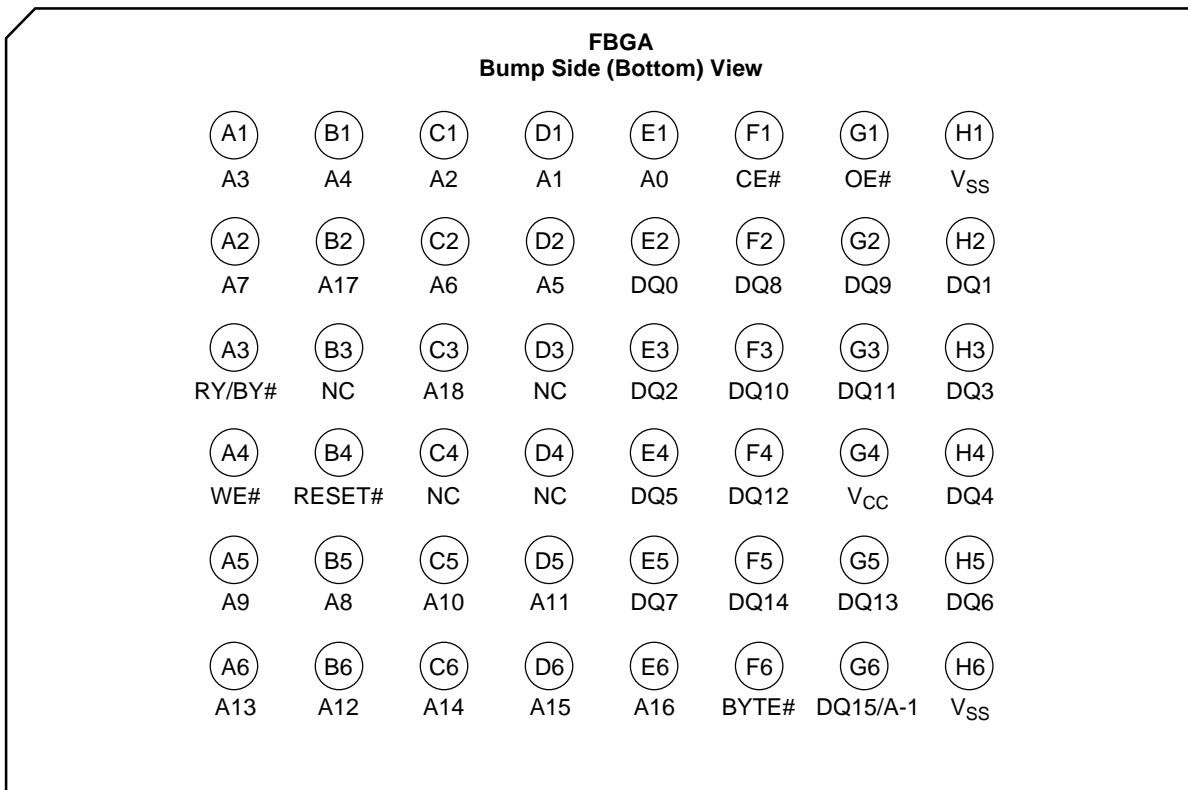 FBGA
Bump Side (Bottom) View
A1 B1 C1 D1 E1 F1 G1 H1
A3 A4 A2 A1 A0 CE# OE# VSS
A2 B2 C2 D2 E2 F2 G2 H2
A7 A17 A6 A5 DQ0 DQ8 DQ9 DQ1
A3 B3 C3 D3 E3 F3 G3 H3
RY/BY# NC A18 NC DQ2 DQ10 DQ11 DQ3
A4 B4 C4 D4 E4 F4 G4 H4
WE# RESET# NC NC DQ5 DQ12 VCC DQ4
A5 B5 C5 D5 E5 F5 G5 H5
A9 A8 A10 A11 DQ7 DQ14 DQ13 DQ6
A6 B6 C6 D6 E6 F6 G6 H6
A13 A12 A14 A15 A16 BYTE# DQ15/A-1 VSS